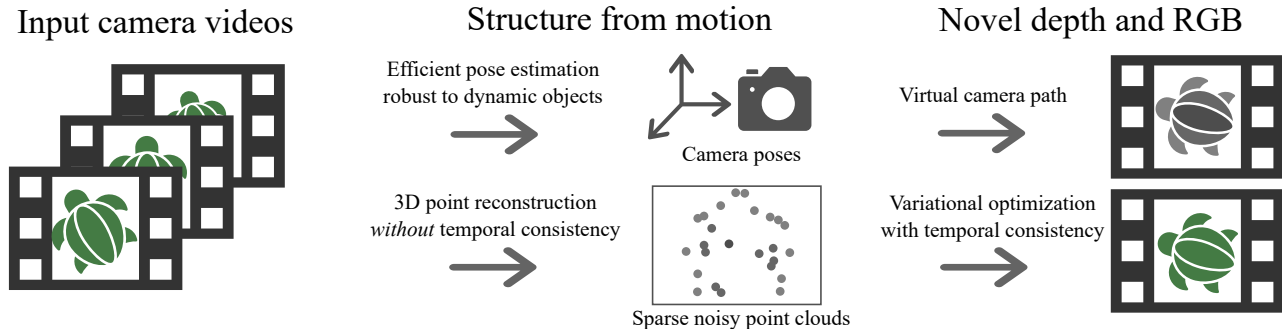 Input camera videos
Structure from motion
Novel depth and RGB
Efficient pose estimation
robust to dynamic objects
Camera poses
Virtual camera path
3D point reconstruction
without temporal consistency
Sparse noisy point clouds
Variational optimization
with temporal consistency